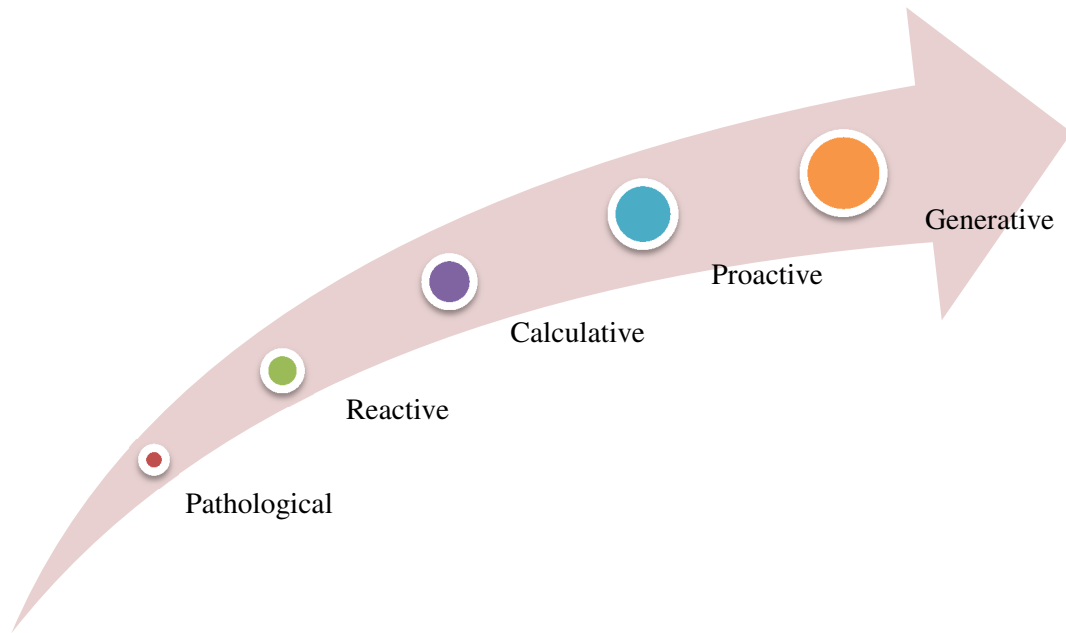 Generative
Proactive
Calculative
Reactive
Pathological